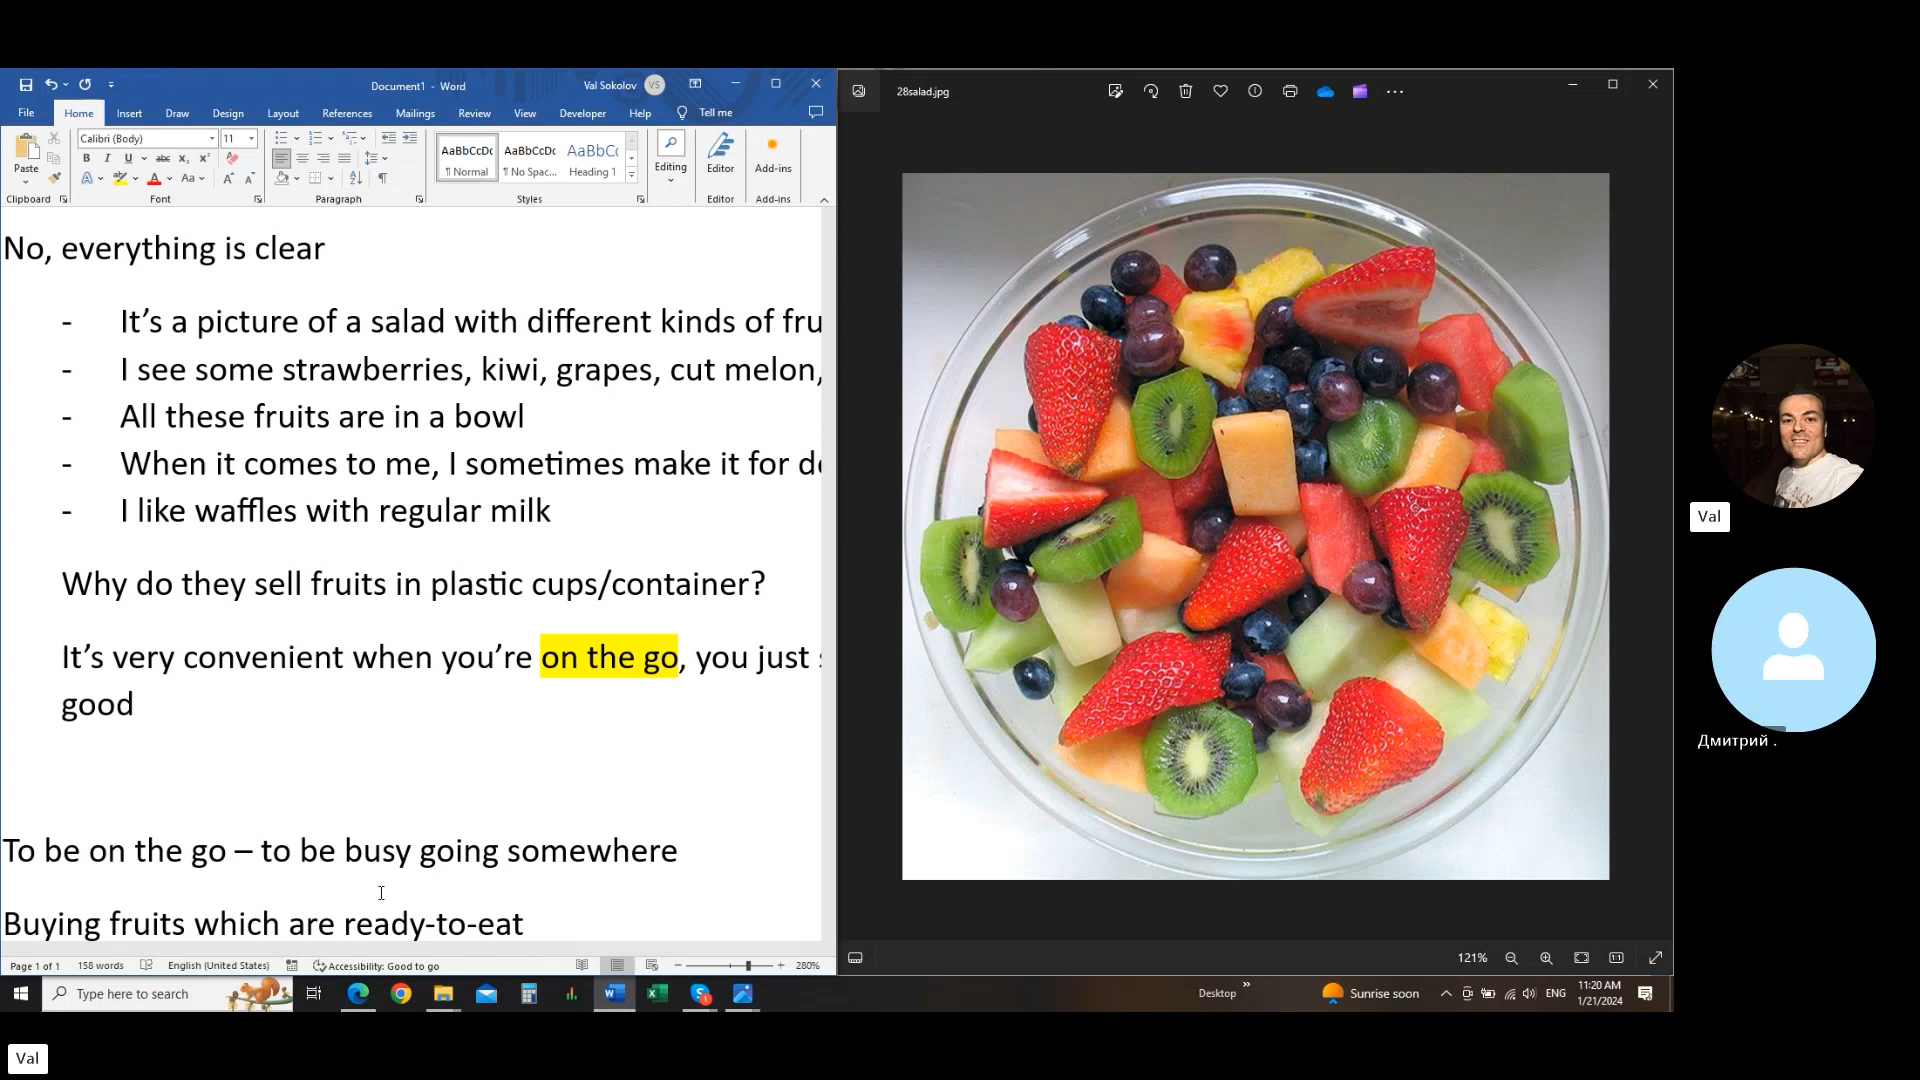 Document1 - Word
Val Sokolov
VS
File Home Insert Draw Design Layout References Mailings Review View Developer Help Tell me
Calibri (Body) 11
Paste
AaBbCcDc AaBbCcDc AaBbCc
¶ Normal ¶ No Spac... Heading 1
Editing
Editor
Add-ins
Clipboard Font Paragraph Styles Editor Add-ins
No, everything is clear
- It’s a picture of a salad with different kinds of fru
- I see some strawberries, kiwi, grapes, cut melon,
- All these fruits are in a bowl
- When it comes to me, I sometimes make it for de
- I like waffles with regular milk
Why do they sell fruits in plastic cups/container?
It’s very convenient when you’re on the go, you just
good
To be on the go – to be busy going somewhere
Buying fruits which are ready-to-eat
Page 1 of 1 158 words English (United States) Accessibility: Good to go 280%
28salad.jpg
121%
Type here to search
Desktop
Sunrise soon
ENG
11:20 AM
1/21/2024
Val
Дмитрий .
Val